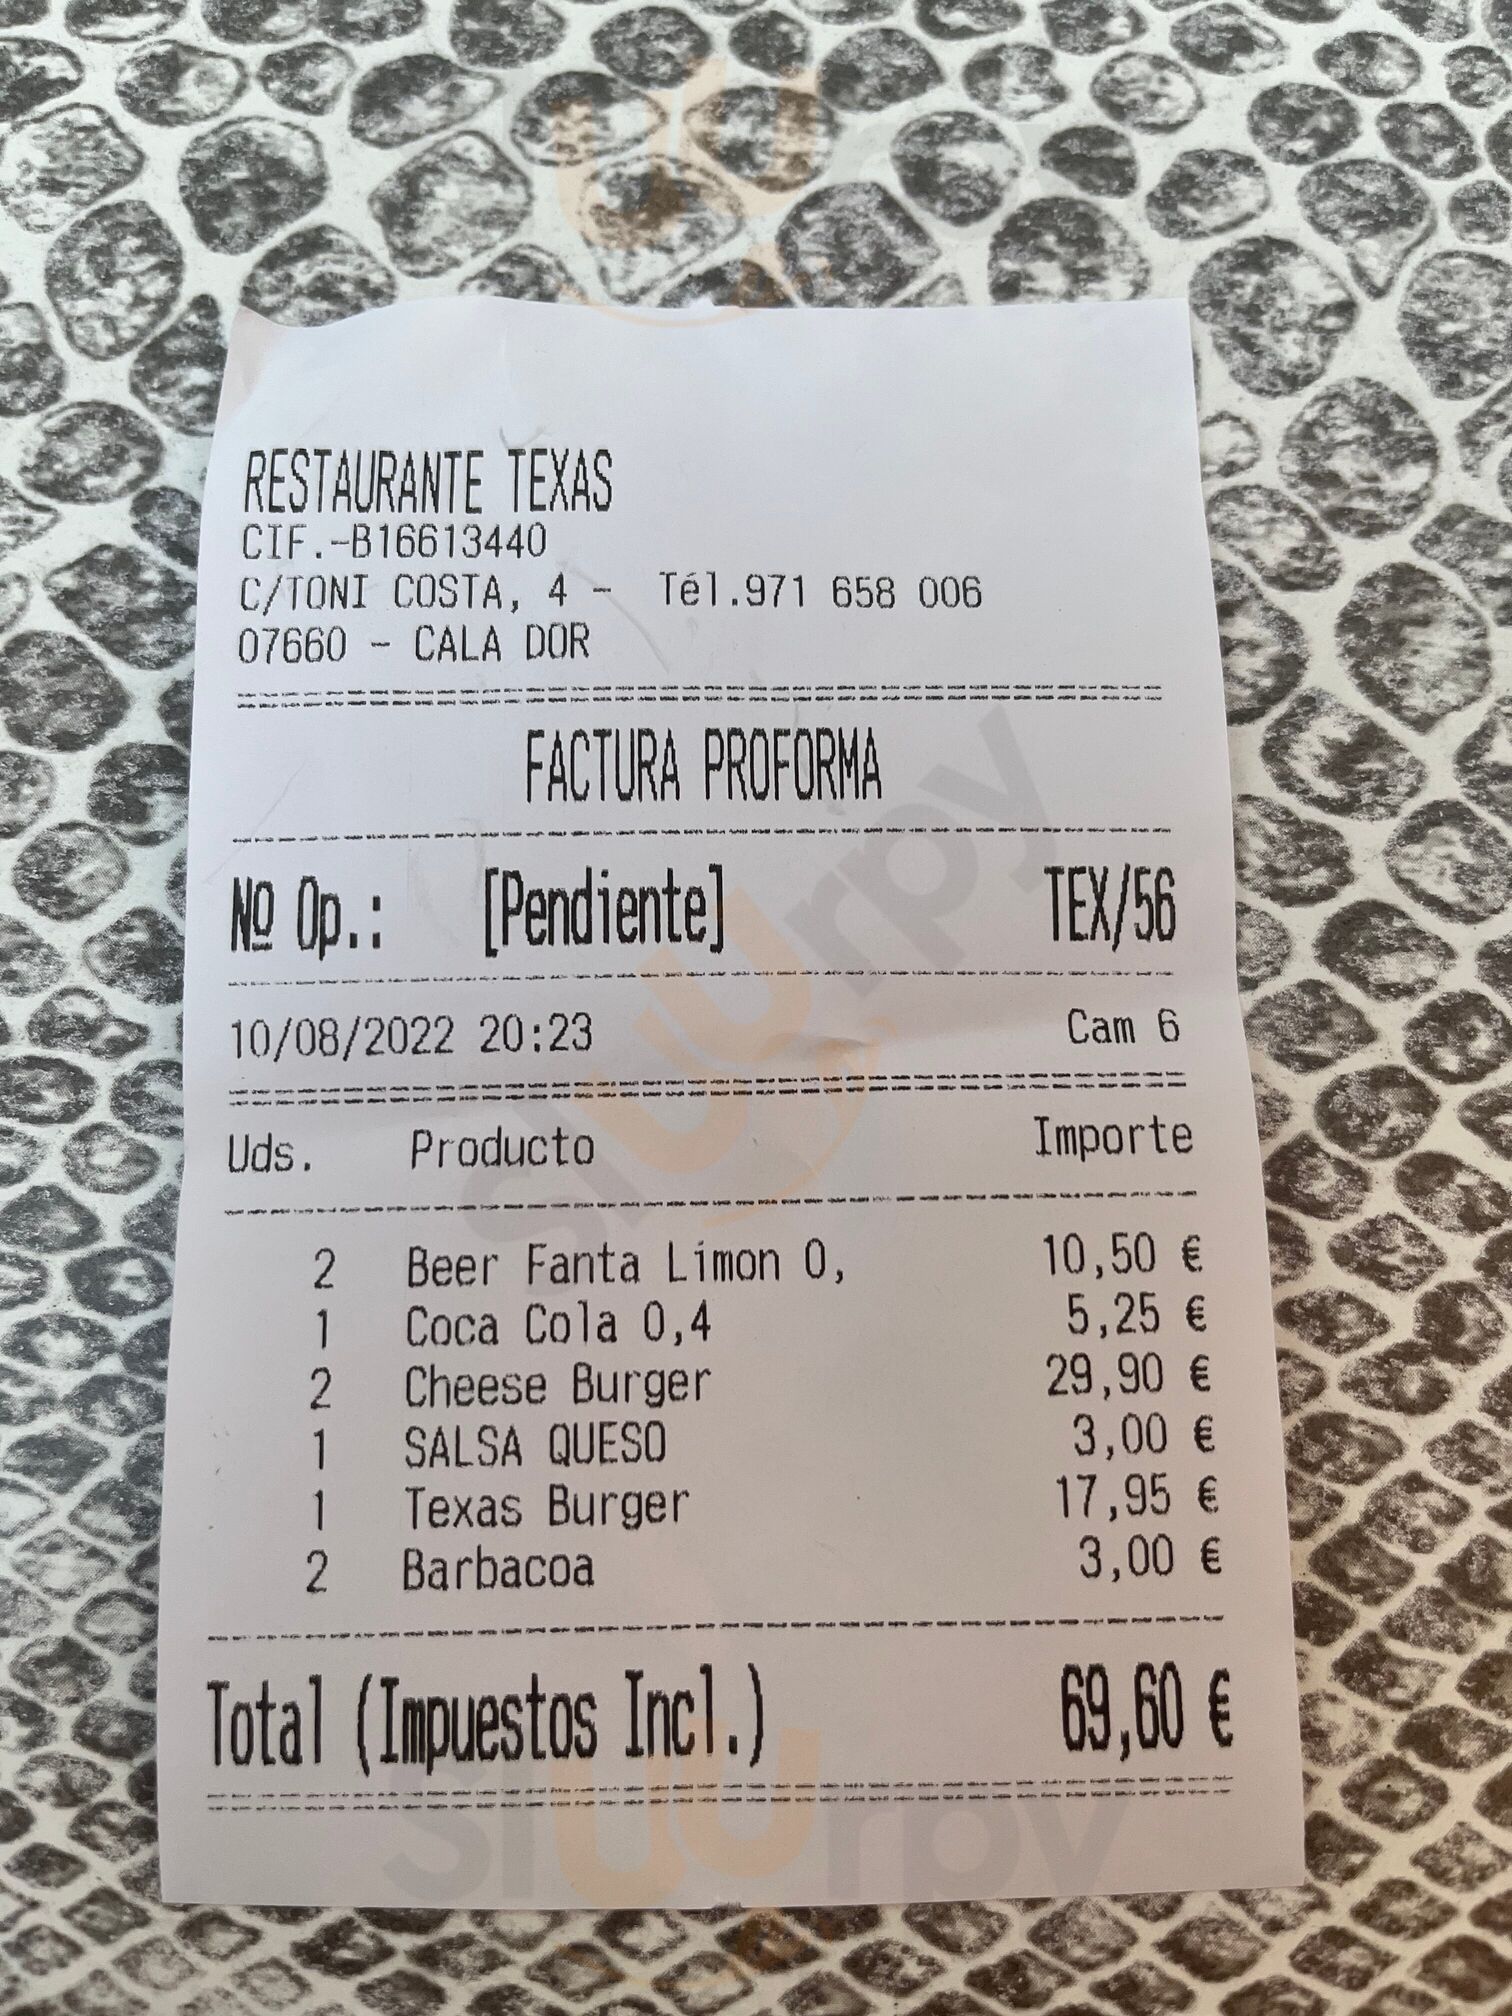 RESTAURANTE TEXAS
CIF.-B16613440
C/TONI COSTA, 4 - Tél.971 658 006
07660 - CALA DOR
FACTURA PROFORMA
Nº Op.: [Pendiente] TEX/56
10/08/2022 20:23 Cam 6
Uds. Producto Importe
2 Beer Fanta Limon 0, 10,50 €
1 Coca Cola 0,4 5,25 €
2 Cheese Burger 29,90 €
1 SALSA QUESO 3,00 €
1 Texas Burger 17,95 €
2 Barbacoa 3,00 €
Total (Impuestos Incl.) 69,60 €
sluurpy
sluurpy